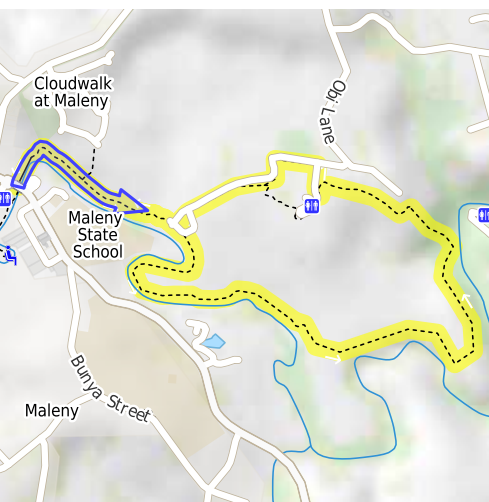 Cloudwalk
at Maleny
Obi Lane
Maleny
State
School
Bunya Street
Maleny